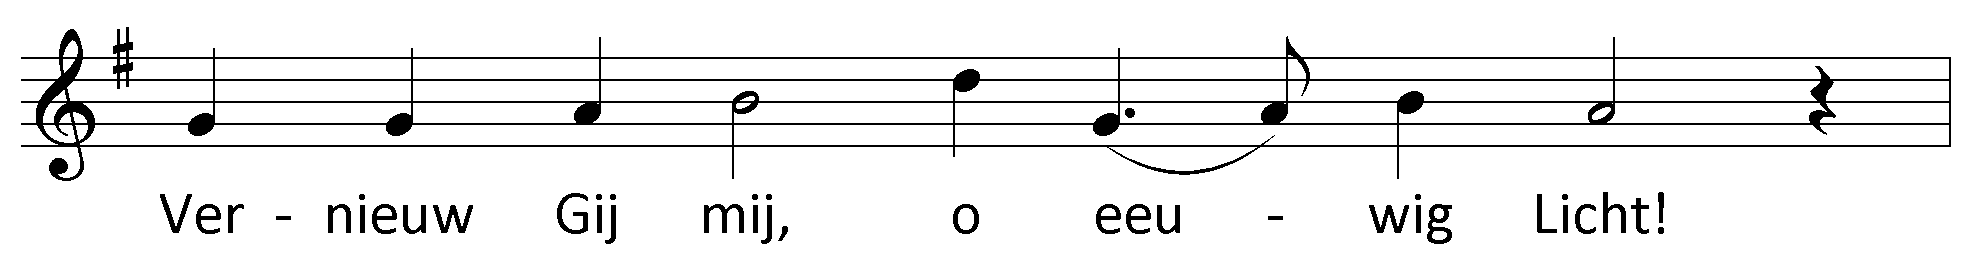 Ver - nieuw Gij mij, o eeu - wig Licht!